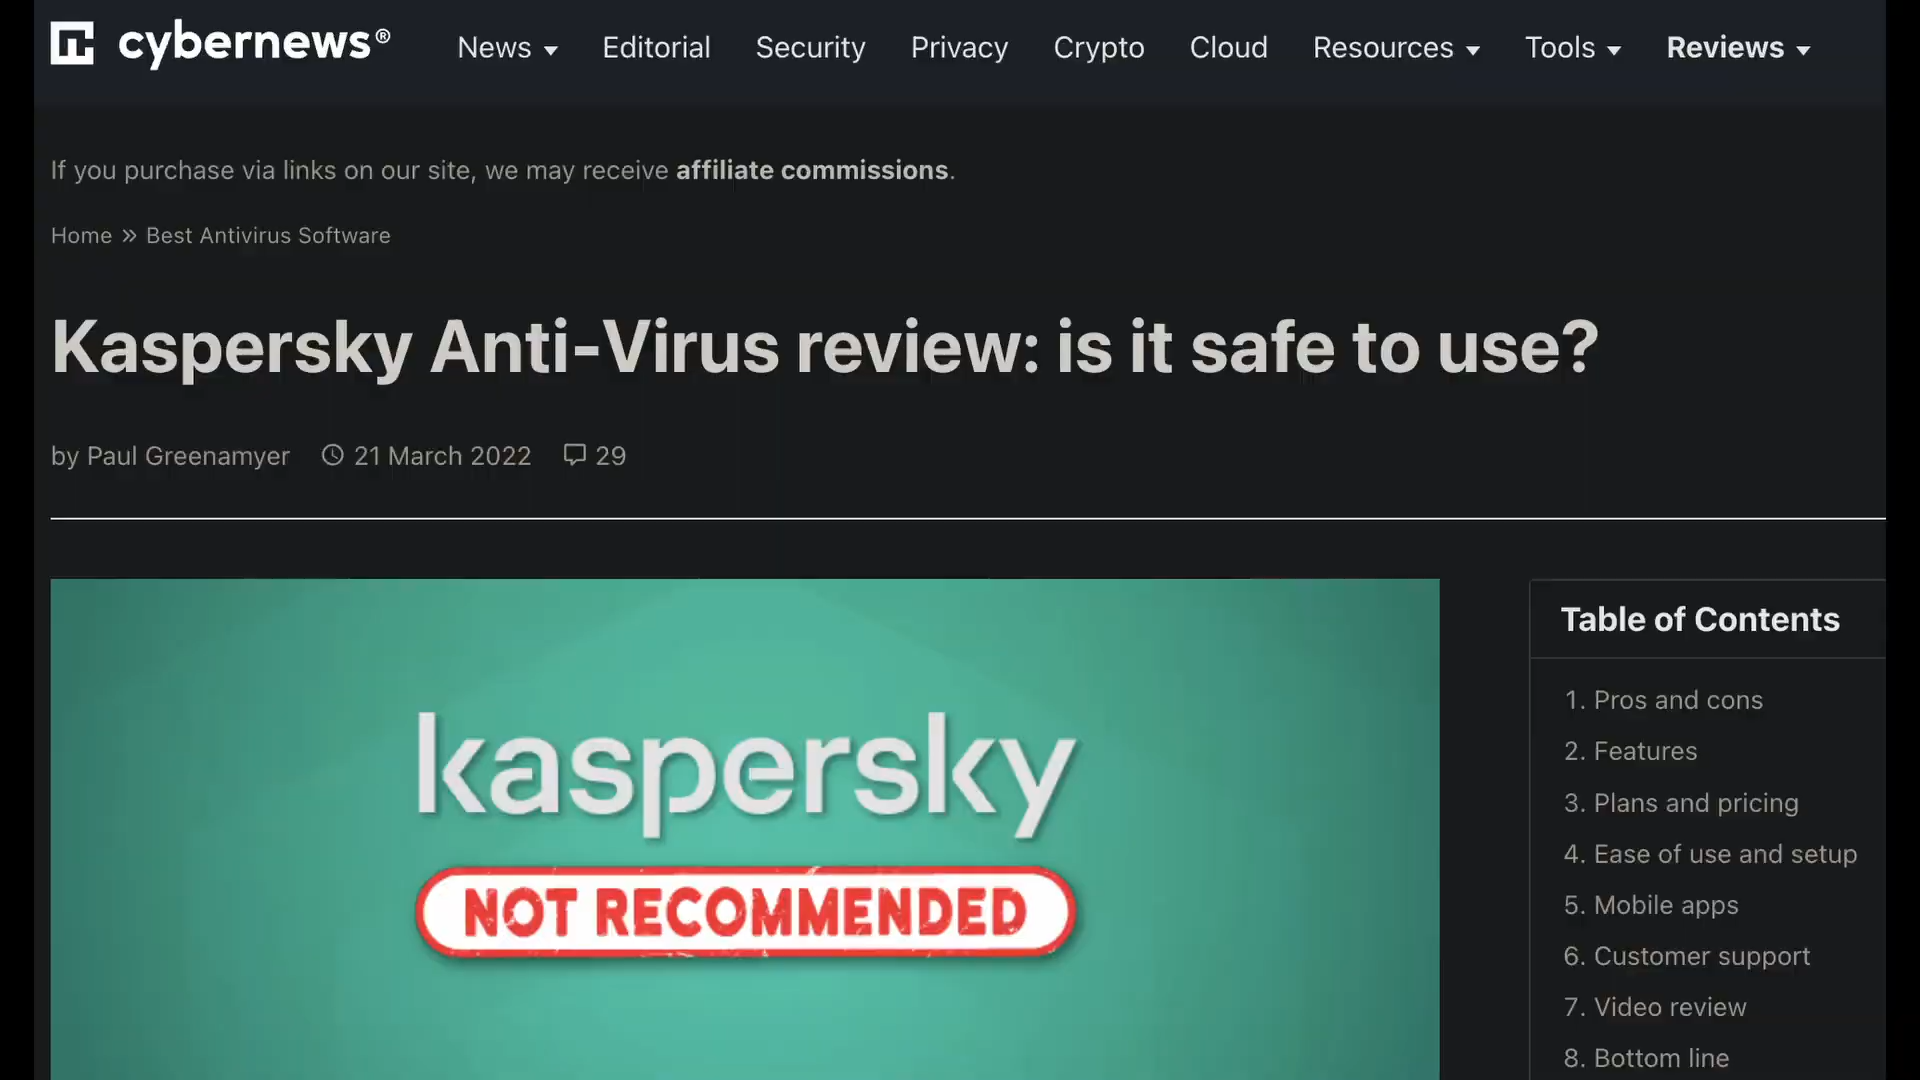 cybernews®
News Editorial Security Privacy Crypto Cloud Resources Tools Reviews
If you purchase via links on our site, we may receive affiliate commissions.
Home » Best Antivirus Software
Kaspersky Anti-Virus review: is it safe to use?
by Paul Greenamyer 21 March 2022 29
kaspersky
NOT RECOMMENDED
Table of Contents
1. Pros and cons
2. Features
3. Plans and pricing
4. Ease of use and setup
5. Mobile apps
6. Customer support
7. Video review
8. Bottom line